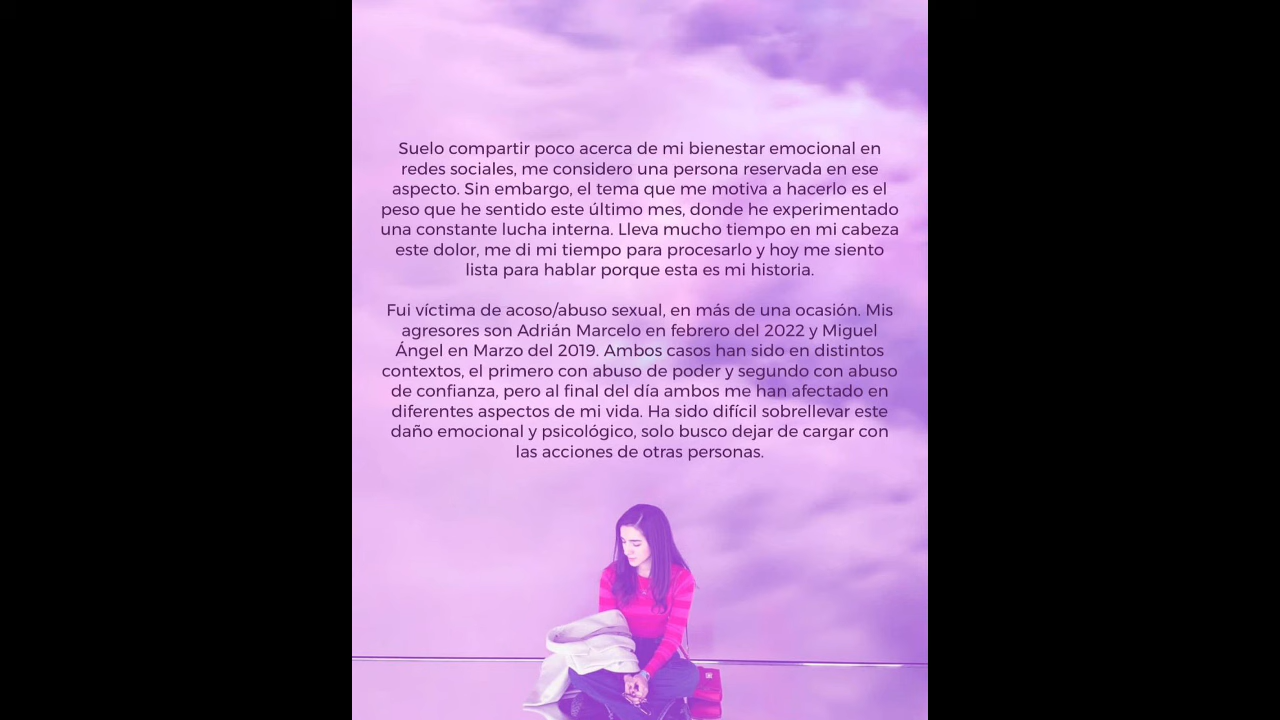 Suelo compartir poco acerca de mi bienestar emocional en
redes sociales, me considero una persona reservada en ese
aspecto. Sin embargo, el tema que me motiva a hacerlo es el
peso que he sentido este último mes, donde he experimentado
una constante lucha interna. Lleva mucho tiempo en mi cabeza
este dolor, me di mi tiempo para procesarlo y hoy me siento
lista para hablar porque esta es mi historia.
Fui víctima de acoso/abuso sexual, en más de una ocasión. Mis
agresores son Adrián Marcelo en febrero del 2022 y Miguel
Ángel en Marzo del 2019. Ambos casos han sido en distintos
contextos, el primero con abuso de poder y segundo con abuso
de confianza, pero al final del día ambos me han afectado en
diferentes aspectos de mi vida. Ha sido difícil sobrellevar este
daño emocional y psicológico, solo busco dejar de cargar con
las acciones de otras personas.